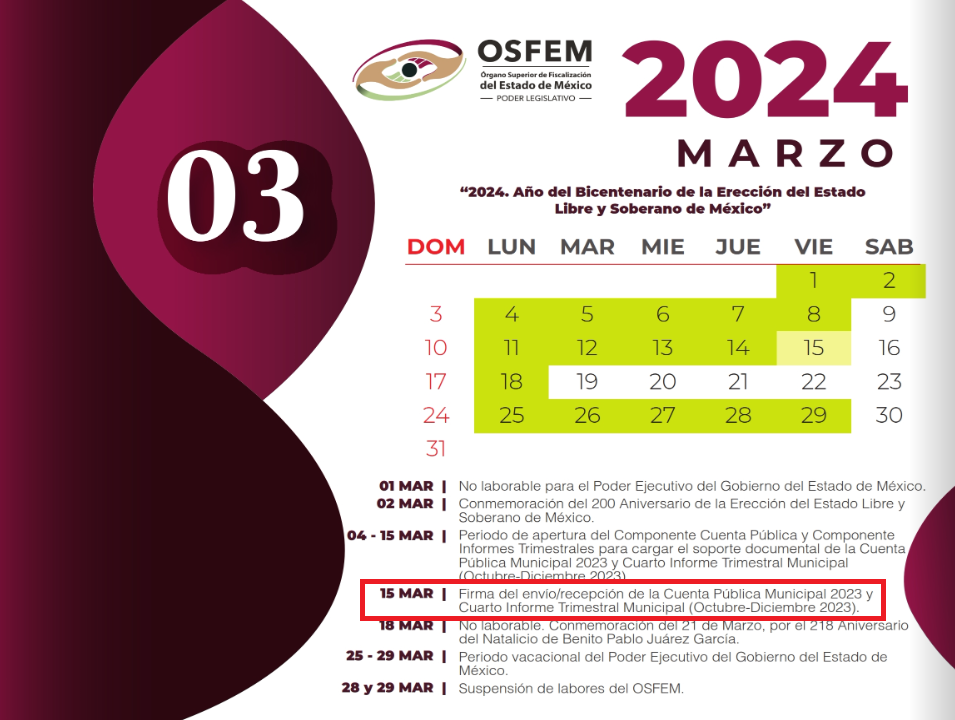 03
OSFEM
Órgano Superior de Fiscalización
del Estado de México
PODER LEGISLATIVO
2024
MARZO
“2024. Año del Bicentenario de la Erección del Estado
Libre y Soberano de México”
DOM LUN MAR MIE JUE VIE SAB
1 2
3 4 5 6 7 8 9
10 11 12 13 14 15 16
17 18 19 20 21 22 23
24 25 26 27 28 29 30
31
01 MAR | No laborable para el Poder Ejecutivo del Gobierno del Estado de México.
02 MAR | Conmemoración del 200 Aniversario de la Erección del Estado Libre y
Soberano de México.
04 - 15 MAR | Periodo de apertura del Componente Cuenta Pública y Componente
Informes Trimestrales para cargar el soporte documental de la Cuenta
Pública Municipal 2023 y Cuarto Informe Trimestral Municipal
(Octubre-Diciembre 2023)
15 MAR | Firma del envío/recepción de la Cuenta Pública Municipal 2023 y
Cuarto Informe Trimestral Municipal (Octubre-Diciembre 2023).
18 MAR | No laborable. Conmemoración del 21 de Marzo, por el 218 Aniversario
del Natalicio de Benito Pablo Juárez García.
25 - 29 MAR | Periodo vacacional del Poder Ejecutivo del Gobierno del Estado de
México.
28 y 29 MAR | Suspensión de labores del OSFEM.